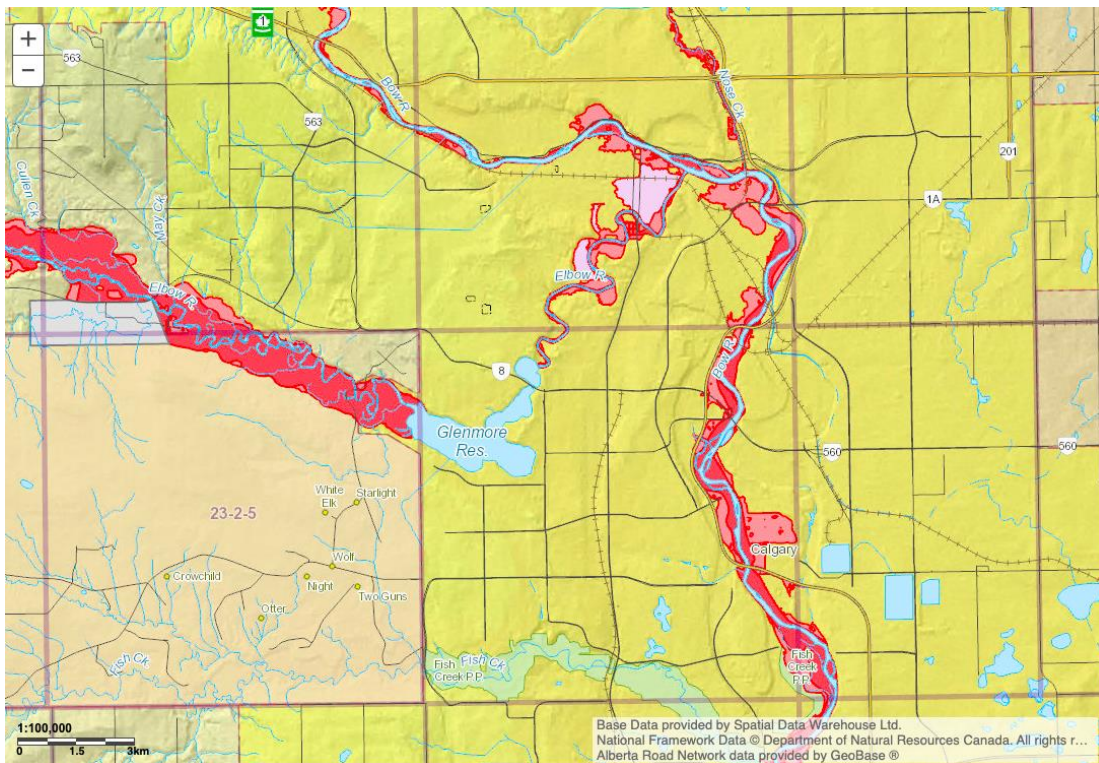 +
−
1
563
563
Bow R.
Nose Ck
201
1A
Cullen Ck
May Ck
Elbow R.
Elbow R.
8
Bow R.
Glenmore
Res.
560
560
White
Elk
Starlight
23-2-5
Wolf
Calgary
Crowchild
Night
Two Guns
Otter
Fish Ck.
Fish
Creek P.P
Fish Ck.
Fish
Creek
P.P
1:100,000
0 1.5 3km
Base Data provided by Spatial Data Warehouse Ltd.
National Framework Data © Department of Natural Resources Canada. All rights r...
Alberta Road Network data provided by GeoBase ®